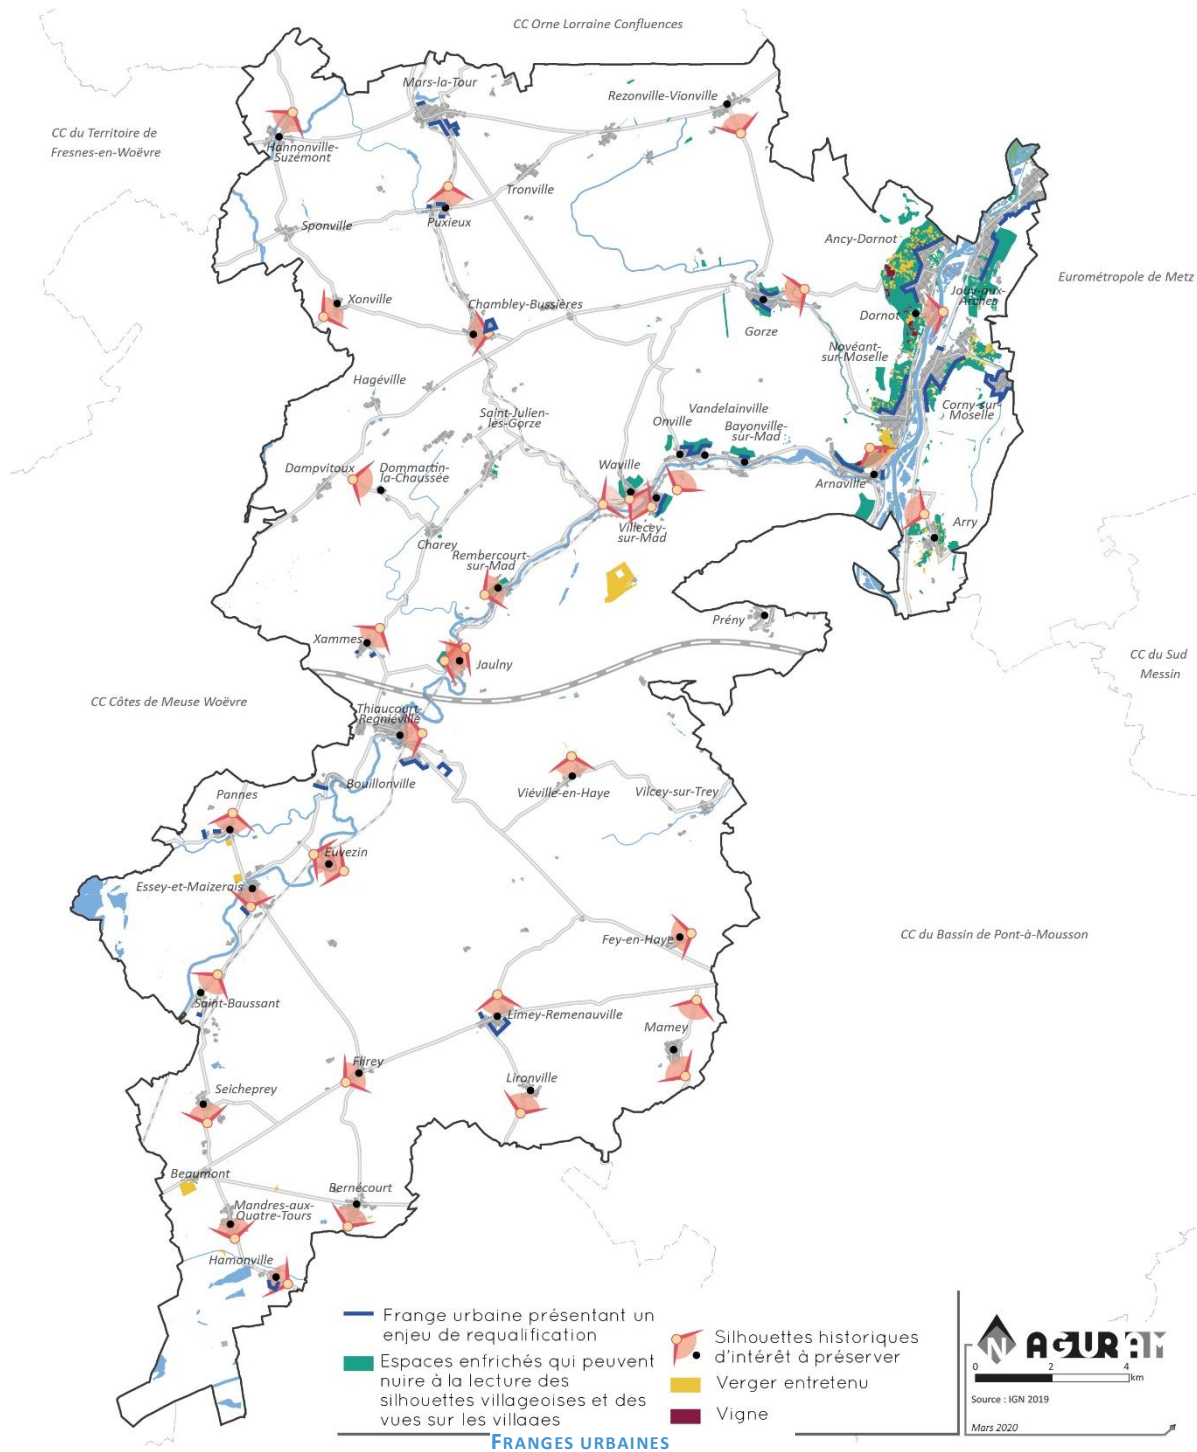 CC Orne Lorraine Confluences
Mars-la-Tour
Rezonville-Vionville
CC du Territoire de
Fresnes-en-Woëvre
Hannonville-
Suzémont
Tronville
Puxieux
Sponville
Ancy-Dornot
Eurométropole de Metz
Jouy-aux-
Arches
Xonville
Chambley-Bussières
Gorze
Dornot
Novéant-
sur-Moselle
Hagéville
Saint-Julien-
lès-Gorze
Vandelainville
Onville
Bayonville-
sur-Mad
Corny-sur-
Moselle
Dampvitoux
Dommartin-
la-Chaussée
Waville
Arnaville
Villecey-
sur-Mad
Arry
Charey
Rembercourt-
sur-Mad
Prény
Xammes
Jaulny
CC du Sud
Messin
CC Côtes de Meuse Woëvre
Thiaucourt-
Regniéville
Bouillonville
Pannes
Viéville-en-Haye
Vilcey-sur-Trey
Euvezin
Essey-et-Maizerais
Fey-en-Haye
CC du Bassin de Pont-à-Mousson
Saint-Baussant
Limey-Remenauville
Mamey
Flirey
Lironville
Seicheprey
Beaumont
Bernécourt
Mandres-aux-
Quatre-Tours
Hamonville
Frange urbaine présentant un
enjeu de requalification
Espaces enfrichés qui peuvent
nuire à la lecture des
silhouettes villageoises et des
vues sur les villages
Silhouettes historiques
d'intérêt à préserver
Verger entretenu
Vigne
N
AGURAM
0 2 4
km
Source : IGN 2019
Mars 2020
FRANGES URBAINES